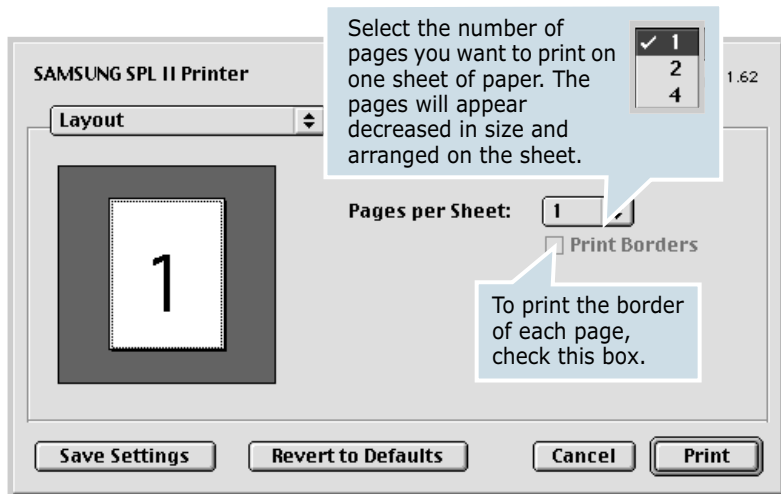 Select the number of
pages you want to print on
one sheet of paper. The
pages will appear
decreased in size and
arranged on the sheet.
✓ 1
2
4
SAMSUNG SPL II Printer
1.62
Layout
1
Pages per Sheet: 1
Print Borders
To print the border
of each page,
check this box.
Save Settings Revert to Defaults Cancel Print